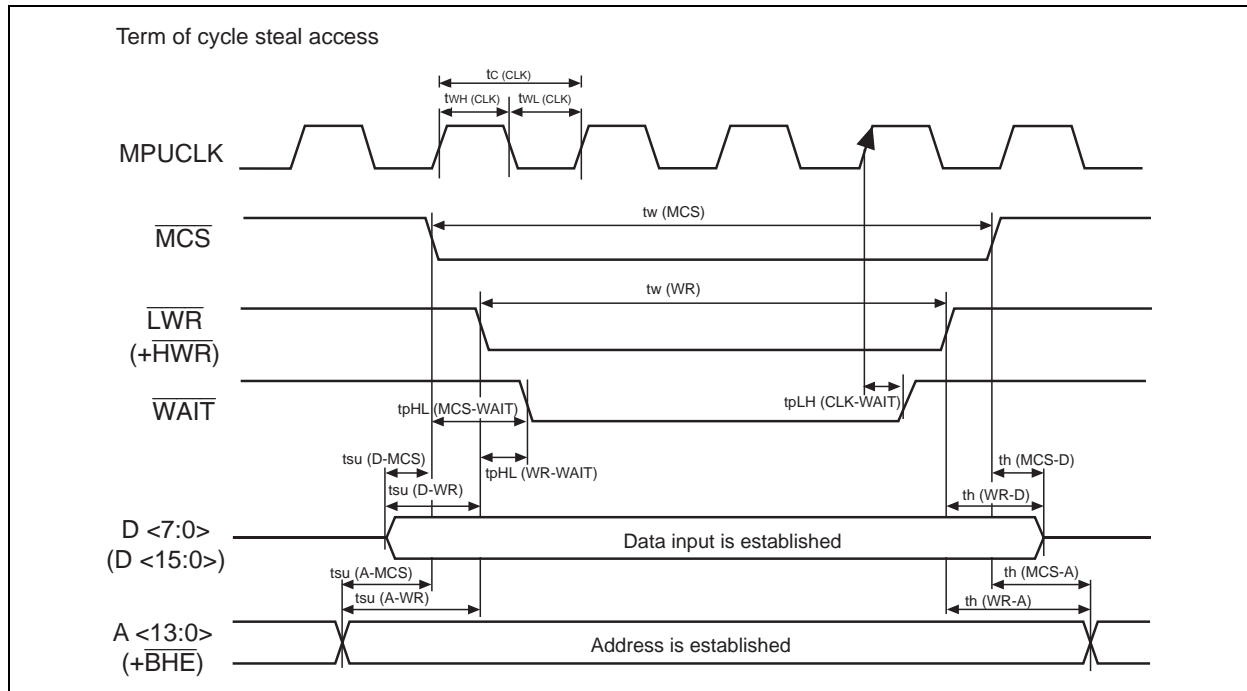 Term of cycle steal access
tC (CLK)
tWH (CLK) tWL (CLK)
MPUCLK
tw (MCS)
MCS
tw (WR)
LWR
(+HWR)
WAIT
tpHL (MCS-WAIT)
tpLH (CLK-WAIT)
tsu (D-MCS)
tpHL (WR-WAIT)
th (MCS-D)
tsu (D-WR)
th (WR-D)
D <7:0>
(D <15:0>)
Data input is established
tsu (A-MCS)
th (MCS-A)
tsu (A-WR)
th (WR-A)
A <13:0>
(+BHE)
Address is established